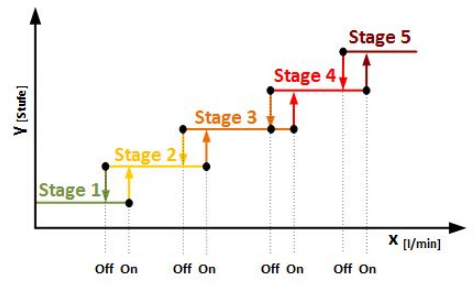 Stage 5
Stage 4
Stage 3
Stage 2
Stage 1
Y [Stufe]
X [l/min]
Off On Off On Off On Off On